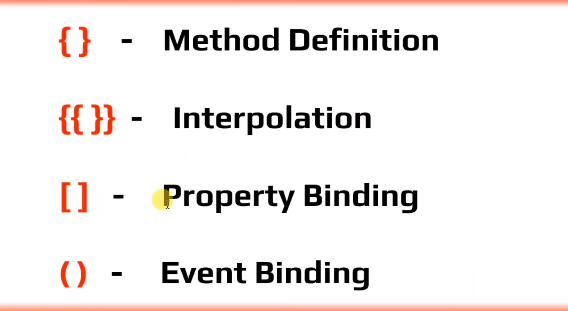 { } - Method Definition
{{ }} - Interpolation
[ ] - Property Binding
( ) - Event Binding